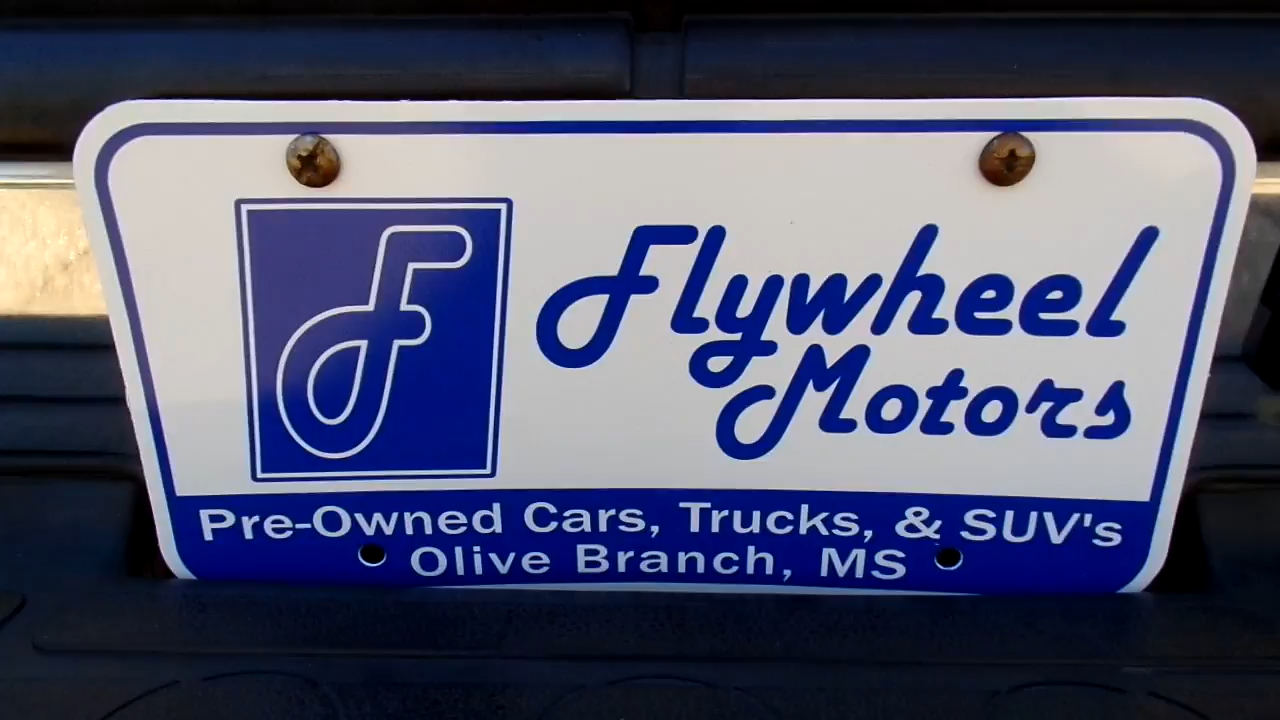 F
Flywheel
Motors
Pre-Owned Cars, Trucks, & SUV's
Olive Branch, MS